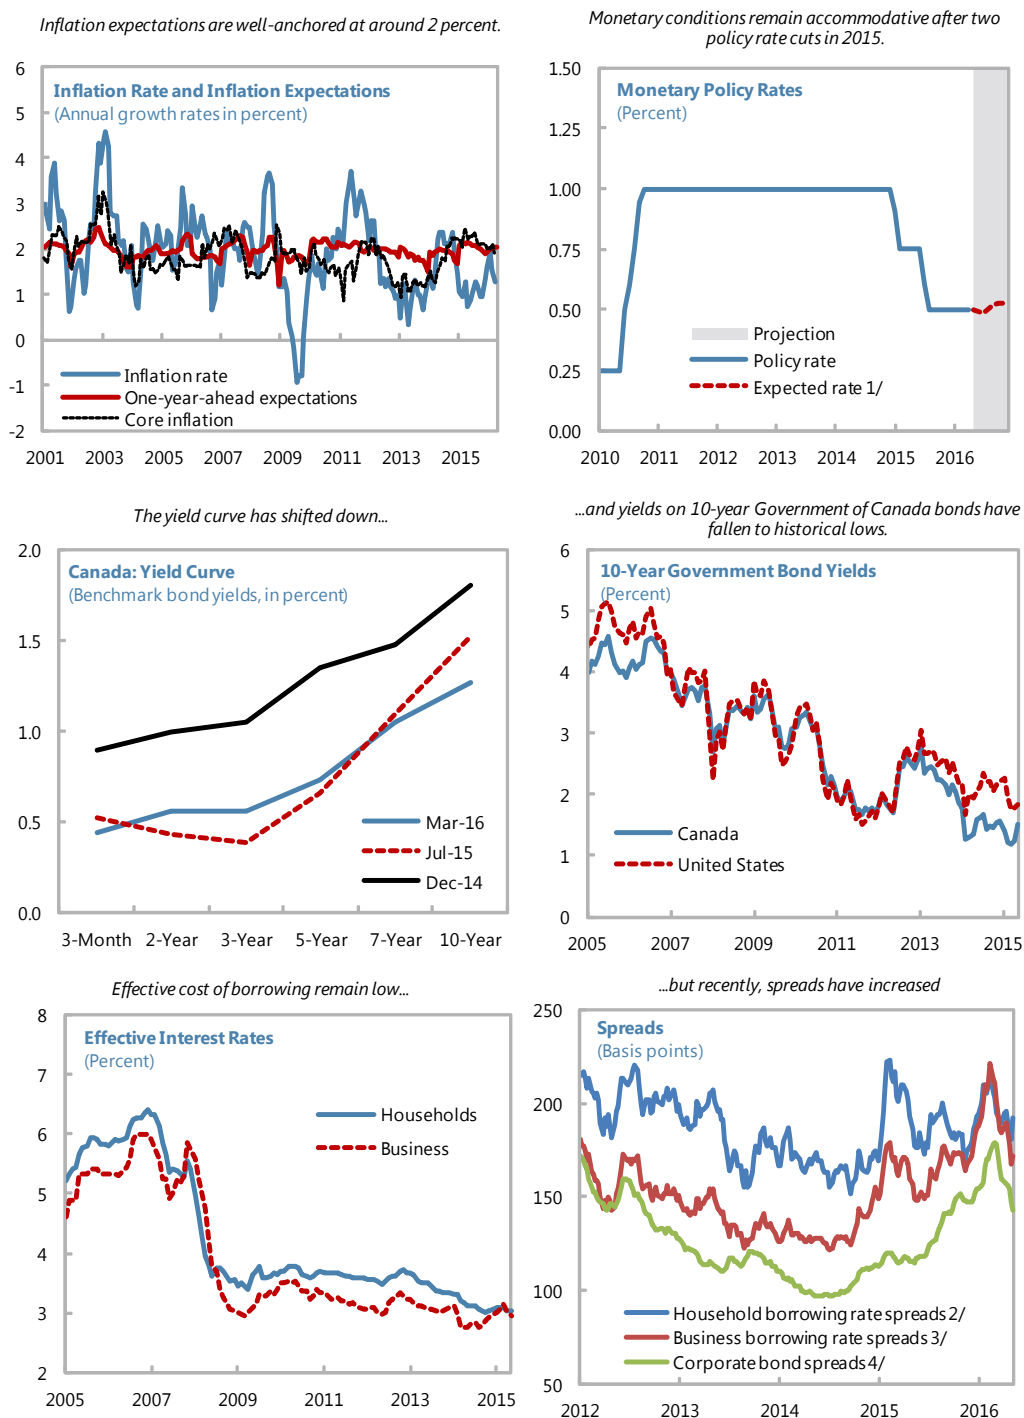 Inflation expectations are well-anchored at around 2 percent.
Inflation Rate and Inflation Expectations
(Annual growth rates in percent)
6
5
4
3
2
1
0
-1
-2
Inflation rate
One-year-ahead expectations
Core inflation
2001 2003 2005 2007 2009 2011 2013 2015
Monetary conditions remain accommodative after two
policy rate cuts in 2015.
Monetary Policy Rates
(Percent)
1.50
1.25
1.00
0.75
0.50
0.25
0.00
Projection
Policy rate
Expected rate 1/
2010 2011 2012 2013 2014 2015 2016
The yield curve has shifted down...
Canada: Yield Curve
(Benchmark bond yields, in percent)
2.0
1.5
1.0
0.5
0.0
Mar-16
Jul-15
Dec-14
3-Month 2-Year 3-Year 5-Year 7-Year 10-Year
...and yields on 10-year Government of Canada bonds have
fallen to historical lows.
10-Year Government Bond Yields
(Percent)
6
5
4
3
2
1
0
Canada
United States
2005 2007 2009 2011 2013 2015
Effective cost of borrowing remain low...
Effective Interest Rates
(Percent)
8
7
6
5
4
3
2
Households
Business
2005 2007 2009 2011 2013 2015
...but recently, spreads have increased
Spreads
(Basis points)
250
200
150
100
50
Household borrowing rate spreads 2/
Business borrowing rate spreads 3/
Corporate bond spreads 4/
2012 2013 2014 2015 2016